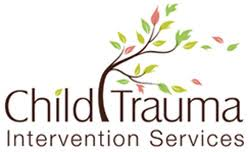 Child Trauma
Intervention Services